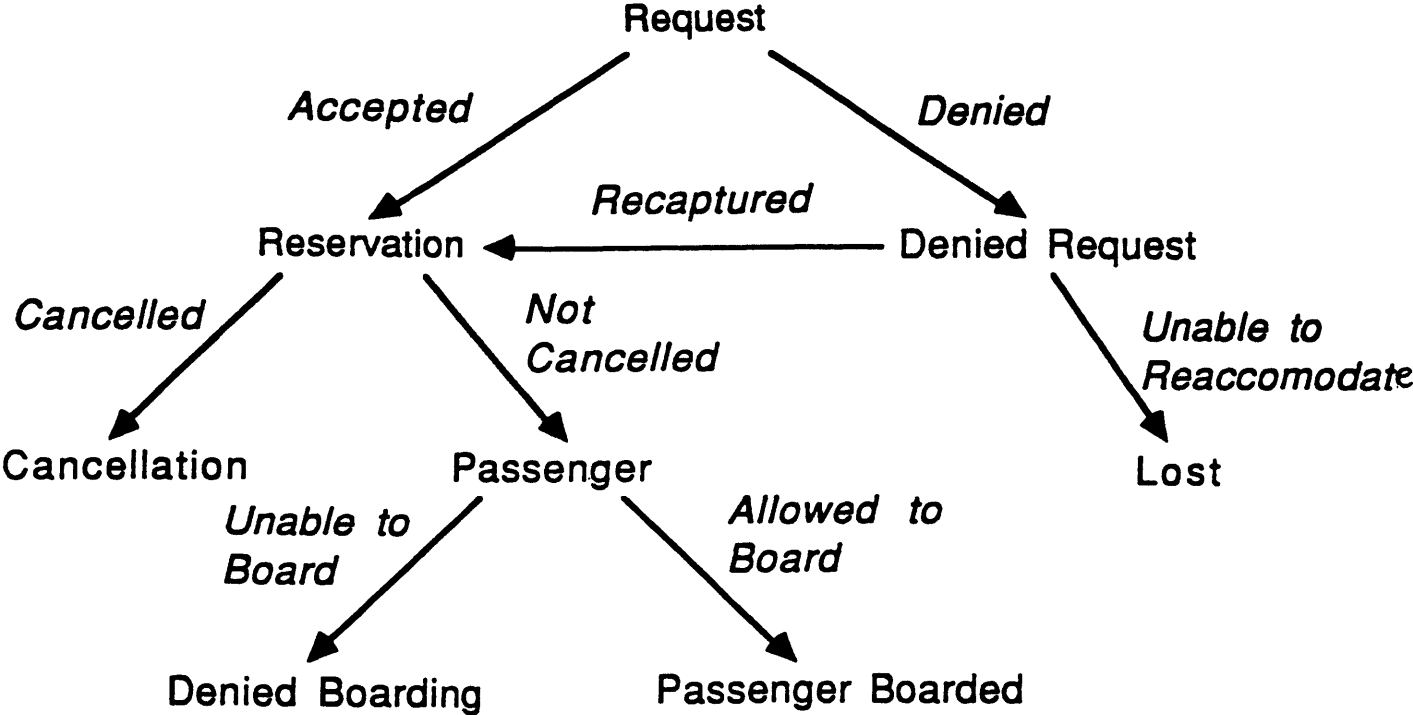 Request
Accepted
Denied
Recaptured
Reservation
Denied Request
Cancelled
Not
Cancelled
Unable to
Reaccomodate
Cancellation
Passenger
Lost
Unable to
Board
Allowed to
Board
Denied Boarding
Passenger Boarded